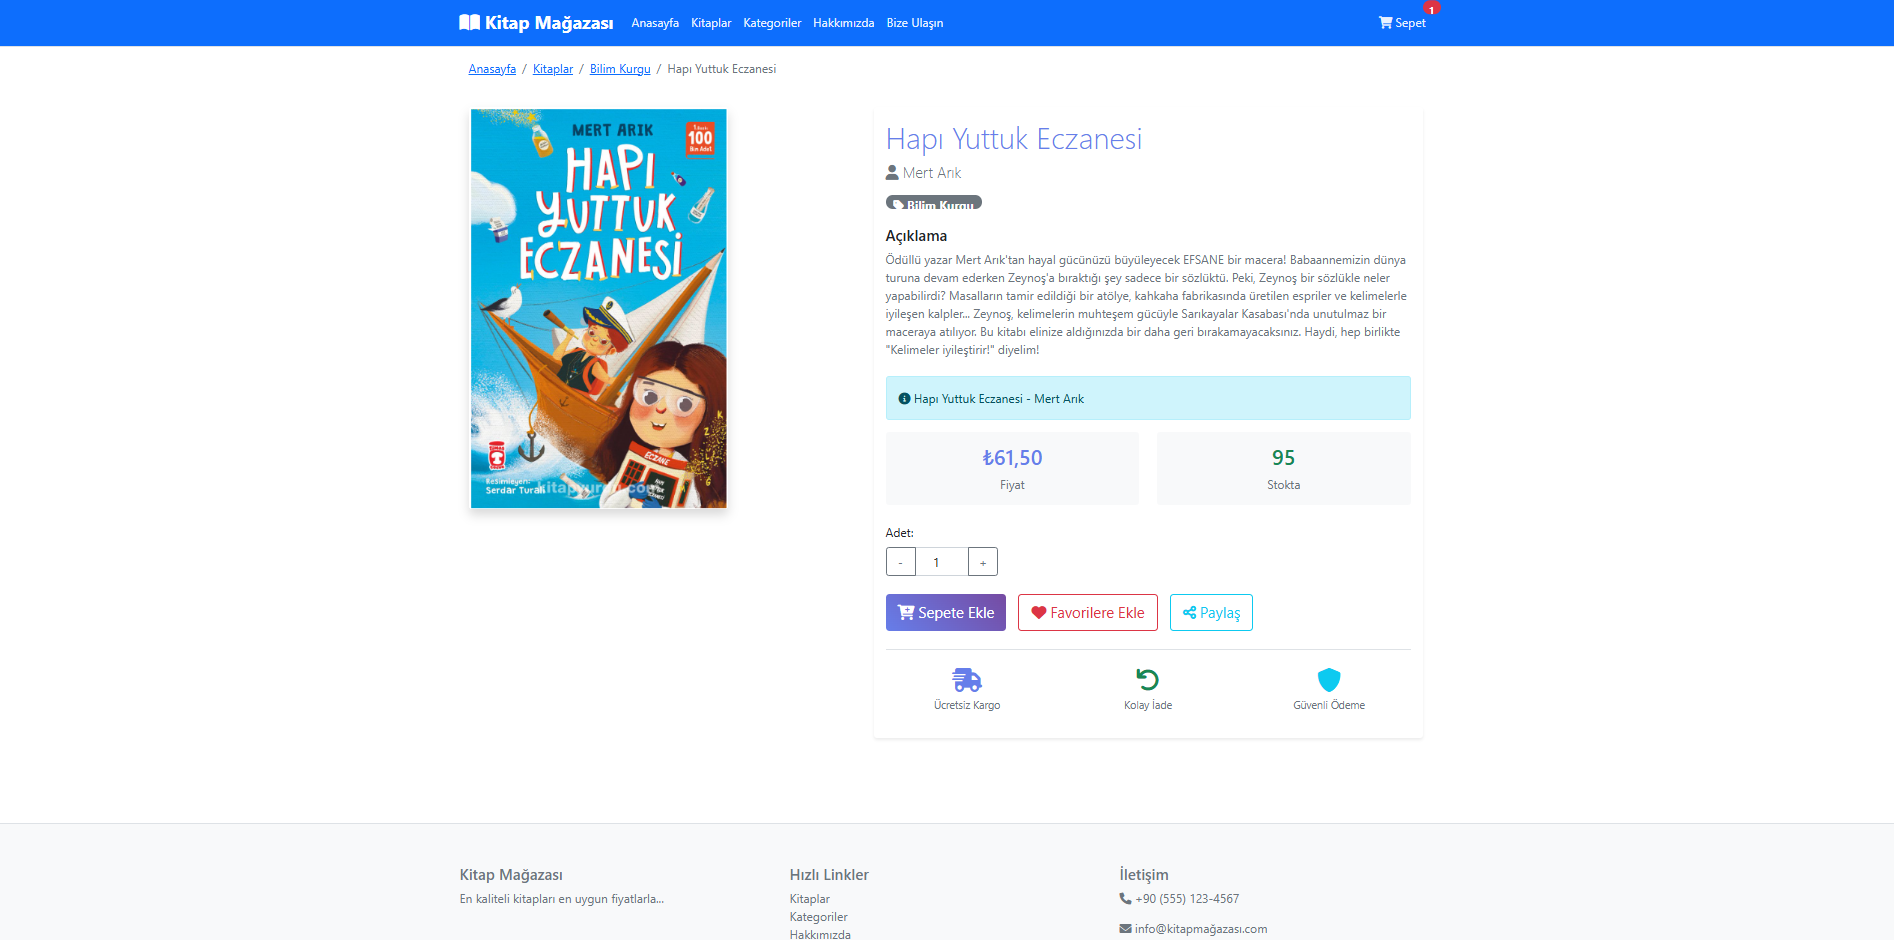 Kitap Mağazası
Anasayfa
Kitaplar
Kategoriler
Hakkımızda
Bize Ulaşın
Sepet
1
Anasayfa / Kitaplar / Bilim Kurgu / Hapı Yuttuk Eczanesi
MERT ARIK
100
Bin Adet
HAPI
YUTTUK
ECZANESİ
ECZANE
Resimleyen:
Serdar Turan
Hapı Yuttuk Eczanesi
Mert Arık
Bilim Kurgu
Açıklama
Ödüllü yazar Mert Arık'tan hayal gücünüzü büyüleyecek EFSANE bir macera! Babaannemizin dünya
turuna devam ederken Zeynoş'a bıraktığı şey sadece bir sözlüktü. Peki, Zeynoş bir sözlükle neler
yapabilirdi? Masalların tamir edildiği bir atölye, kahkaha fabrikasında üretilen espriler ve kelimelerle
iyileşen kalpler... Zeynoş, kelimelerin muhteşem gücüyle Sarıkayalar Kasabası'nda unutulmaz bir
maceraya atılıyor. Bu kitabı elinize aldığınızda bir daha geri bırakamayacaksınız. Haydi, hep birlikte
"Kelimeler iyileştirir!" diyelim!
Hapı Yuttuk Eczanesi - Mert Arık
₺61,50
Fiyat
95
Stokta
Adet:
- 1 +
Sepete Ekle
Favorilere Ekle
Paylaş
Ücretsiz Kargo
Kolay İade
Güvenli Ödeme
Kitap Mağazası
En kaliteli kitapları en uygun fiyatlarla...
Hızlı Linkler
Kitaplar
Kategoriler
Hakkımızda
İletişim
+90 (555) 123-4567
info@kitapmağazası.com